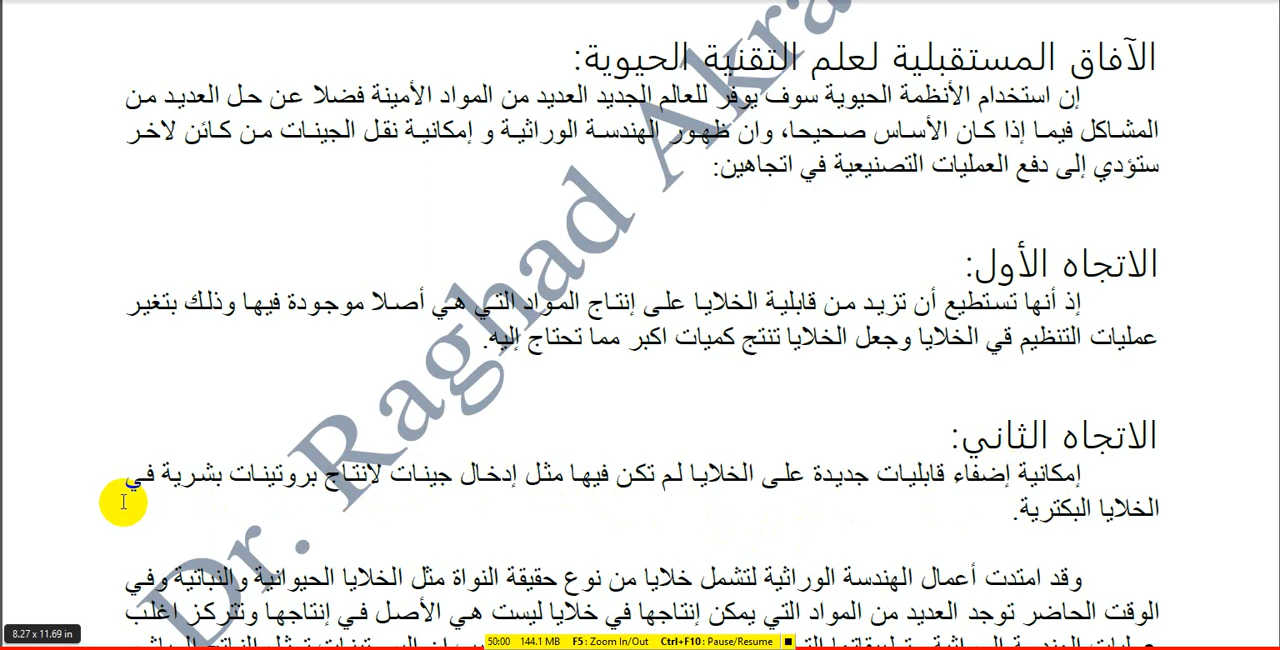 الآفاق المستقبلية لعلم التقنية الحيوية:
إن استخدام الأنظمة الحيوية سوف يوفر للعالم الجديد العديد من المواد الأمينة فضلا عن حل العديد من
المشاكل فيما إذا كان الأساس صحيحا، وان ظهور الهندسة الوراثية و إمكانية نقل الجينات من كائن لاخر
ستؤدي إلى دفع العمليات التصنيعية في اتجاهين:
الاتجاه الأول:
إذ أنها تستطيع أن تزيد من قابلية الخلايا على إنتاج المواد التي هي أصلا موجودة فيها وذلك بتغير
عمليات التنظيم قي الخلايا وجعل الخلايا تنتج كميات اكبر مما تحتاج إليه.
الاتجاه الثاني:
إمكانية إضفاء قابليات جديدة على الخلايا لم تكن فيها مثل إدخال جينات لانتاج بروتينات بشرية في
الخلايا البكترية.
وقد امتدت أعمال الهندسة الوراثية لتشمل خلايا من نوع حقيقة النواة مثل الخلايا الحيوانية والنباتية وفي
الوقت الحاضر توجد العديد من المواد التي يمكن إنتاجها في خلايا ليست هي الأصل في إنتاجها وتتركز اغلب
Dr. Raghad Akra
8.27 x 11.69 in
50:00 144.1 MB F5: Zoom In/Out Ctrl+F10: Pause/Resume